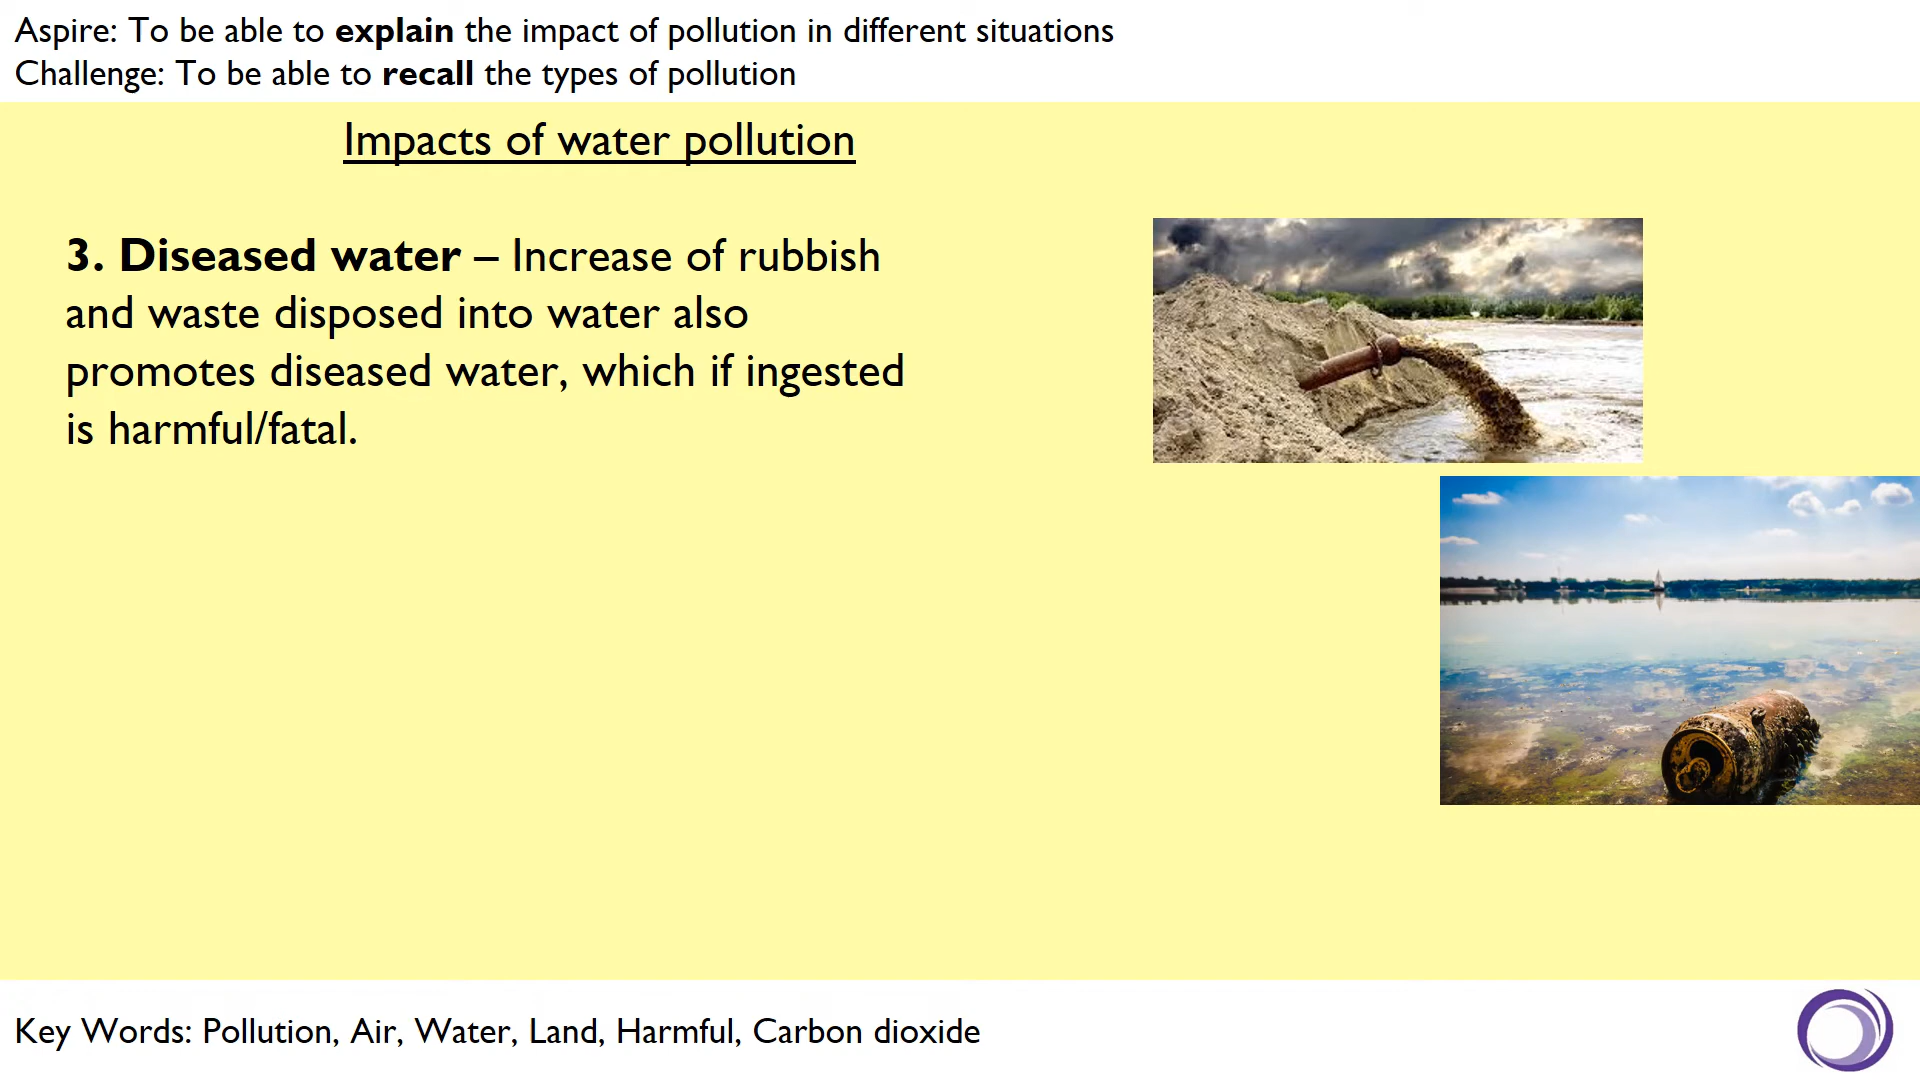 Aspire: To be able to explain the impact of pollution in different situations
Challenge: To be able to recall the types of pollution
Impacts of water pollution
3. Diseased water – Increase of rubbish
and waste disposed into water also
promotes diseased water, which if ingested
is harmful/fatal.
Key Words: Pollution, Air, Water, Land, Harmful, Carbon dioxide